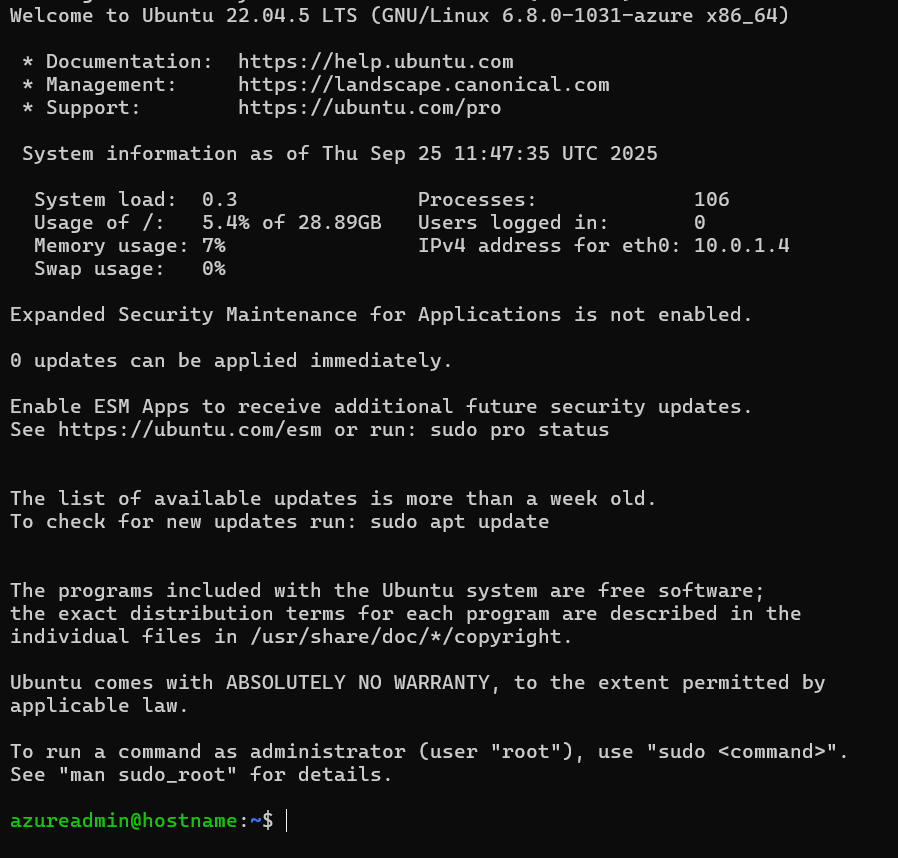 Welcome to Ubuntu 22.04.5 LTS (GNU/Linux 6.8.0-1031-azure x86_64)
* Documentation: https://help.ubuntu.com
* Management: https://landscape.canonical.com
* Support: https://ubuntu.com/pro
System information as of Thu Sep 25 11:47:35 UTC 2025
System load: 0.3 Processes: 106
Usage of /: 5.4% of 28.89GB Users logged in: 0
Memory usage: 7% IPv4 address for eth0: 10.0.1.4
Swap usage: 0%
Expanded Security Maintenance for Applications is not enabled.
0 updates can be applied immediately.
Enable ESM Apps to receive additional future security updates.
See https://ubuntu.com/esm or run: sudo pro status
The list of available updates is more than a week old.
To check for new updates run: sudo apt update
The programs included with the Ubuntu system are free software;
the exact distribution terms for each program are described in the
individual files in /usr/share/doc/*/copyright.
Ubuntu comes with ABSOLUTELY NO WARRANTY, to the extent permitted by
applicable law.
To run a command as administrator (user "root"), use "sudo <command>".
See "man sudo_root" for details.
azureadmin@hostname:~$